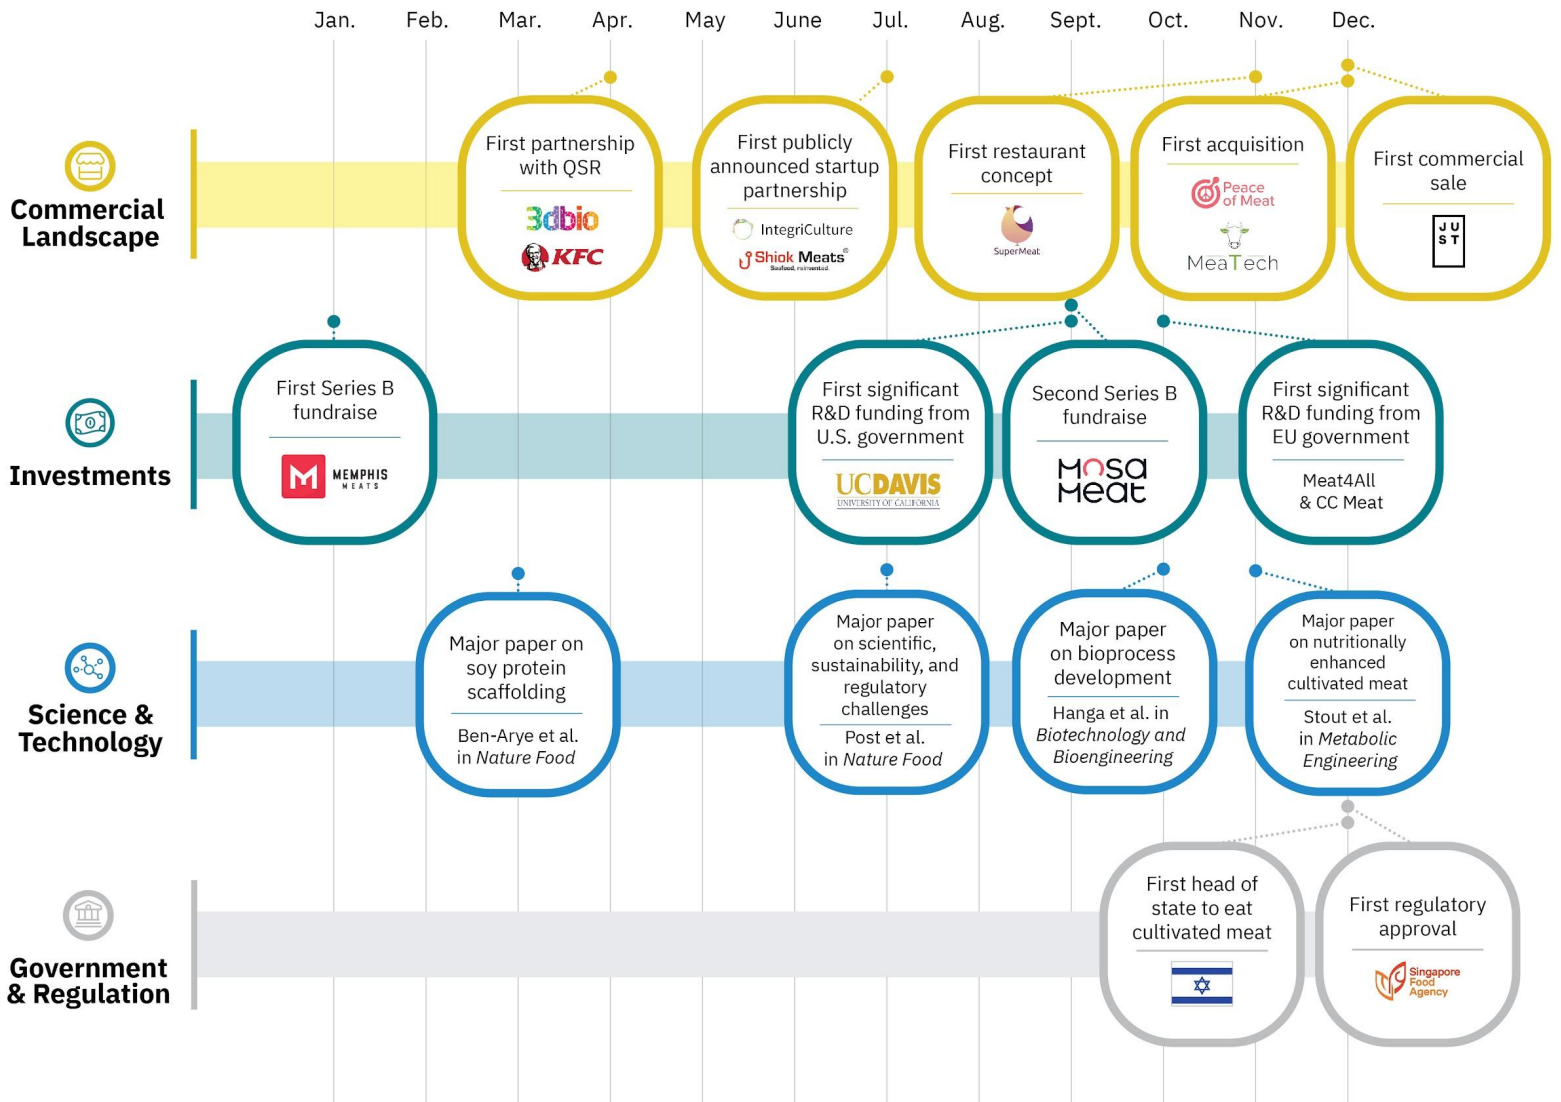 Jan. Feb. Mar. Apr. May June Jul. Aug. Sept. Oct. Nov. Dec.
Commercial
Landscape
First partnership
with QSR
3dbio
KFC
First publicly
announced startup
partnership
IntegriCulture
Shiok Meats®
Seafood, reinvented.
First restaurant
concept
SuperMeat
First acquisition
Peace
of Meat
MeaTech
First commercial
sale
JU
ST
Investments
First Series B
fundraise
M
MEMPHIS
MEATS
First significant
R&D funding from
U.S. government
UCDAVIS
UNIVERSITY OF CALIFORNIA
Second Series B
fundraise
Mosa
Meat
First significant
R&D funding from
EU government
Meat4All
& CC Meat
Science &
Technology
Major paper on
soy protein
scaffolding
Ben-Arye et al.
in Nature Food
Major paper
on scientific,
sustainability, and
regulatory
challenges
Post et al.
in Nature Food
Major paper
on bioprocess
development
Hanga et al. in
Biotechnology and
Bioengineering
Major paper
on nutritionally
enhanced
cultivated meat
Stout et al.
in Metabolic
Engineering
Government
& Regulation
First head of
state to eat
cultivated meat
First regulatory
approval
Singapore
Food
Agency